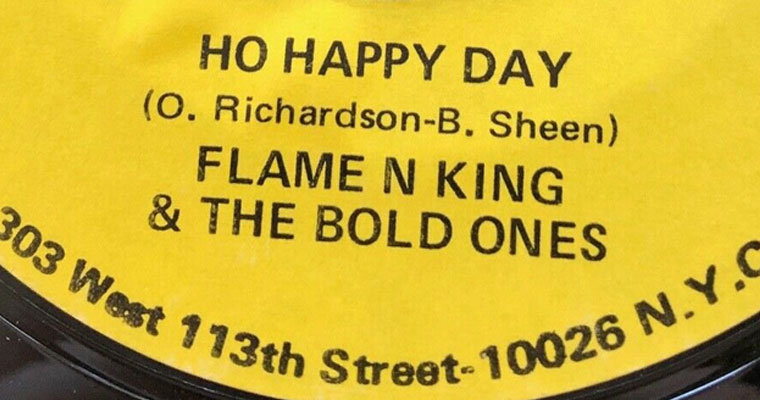 HO HAPPY DAY
(O. Richardson-B. Sheen)
FLAME N KING
& THE BOLD ONES
303 West 113th Street-10026 N.Y.C